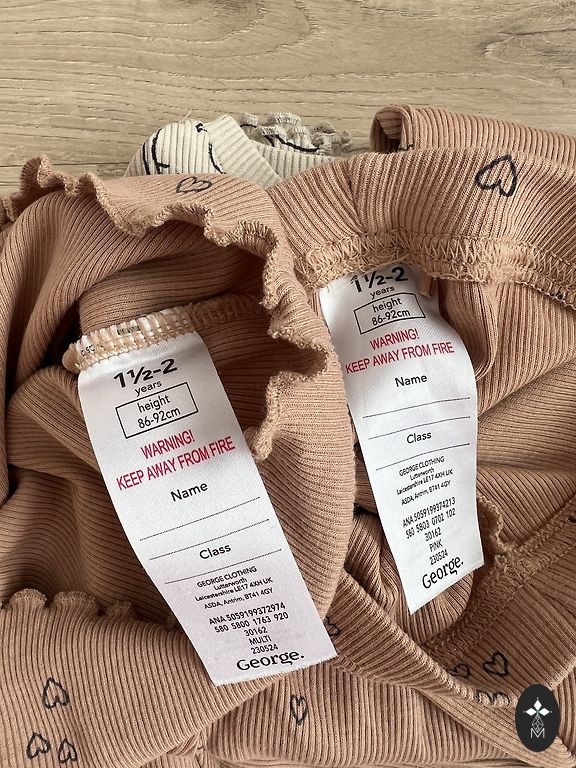 1½-2
years
height
86-92cm
WARNING!
KEEP AWAY FROM FIRE
Name
Class
GEORGE CLOTHING
Lutterworth
Leicestershire LE17 4XH UK
ASDA, Antrim, BT41 4GY
ANA 5059199372974
580 5800 1763 920
30162
MULTI
230524
George.
1½-2
years
height
86-92cm
WARNING!
KEEP AWAY FROM FIRE
Name
Class
GEORGE CLOTHING
Lutterworth
Leicestershire LE17 4XH UK
ASDA, Antrim, BT41 4GY
ANA 5059199374213
580 5803 0702 102
30162
PINK
230524
George.
M